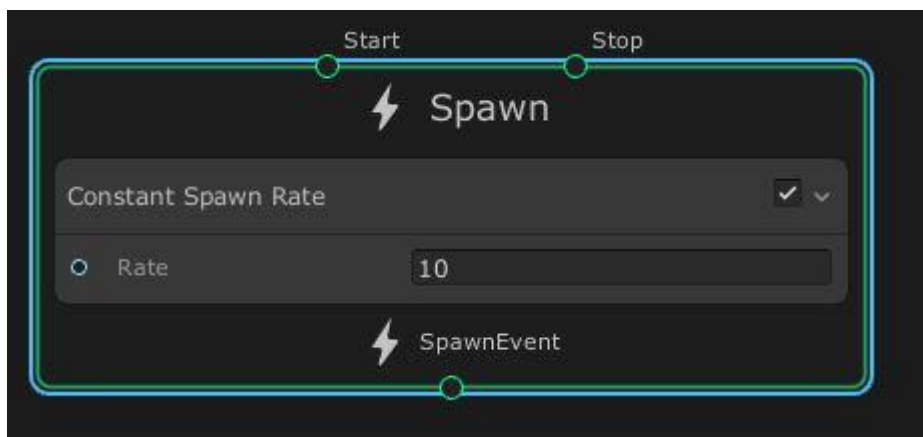 Start Stop
Spawn
Constant Spawn Rate
Rate 10
SpawnEvent